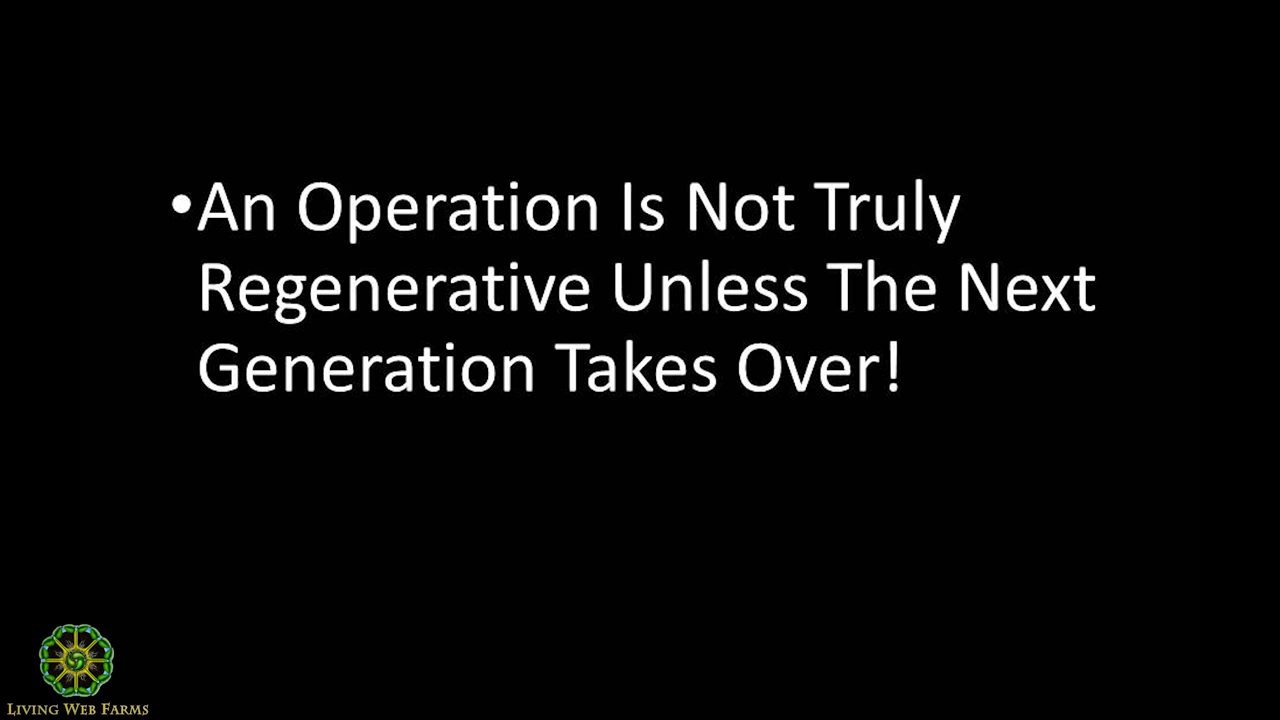 •An Operation Is Not Truly
Regenerative Unless The Next
Generation Takes Over!
LIVING WEB FARMS